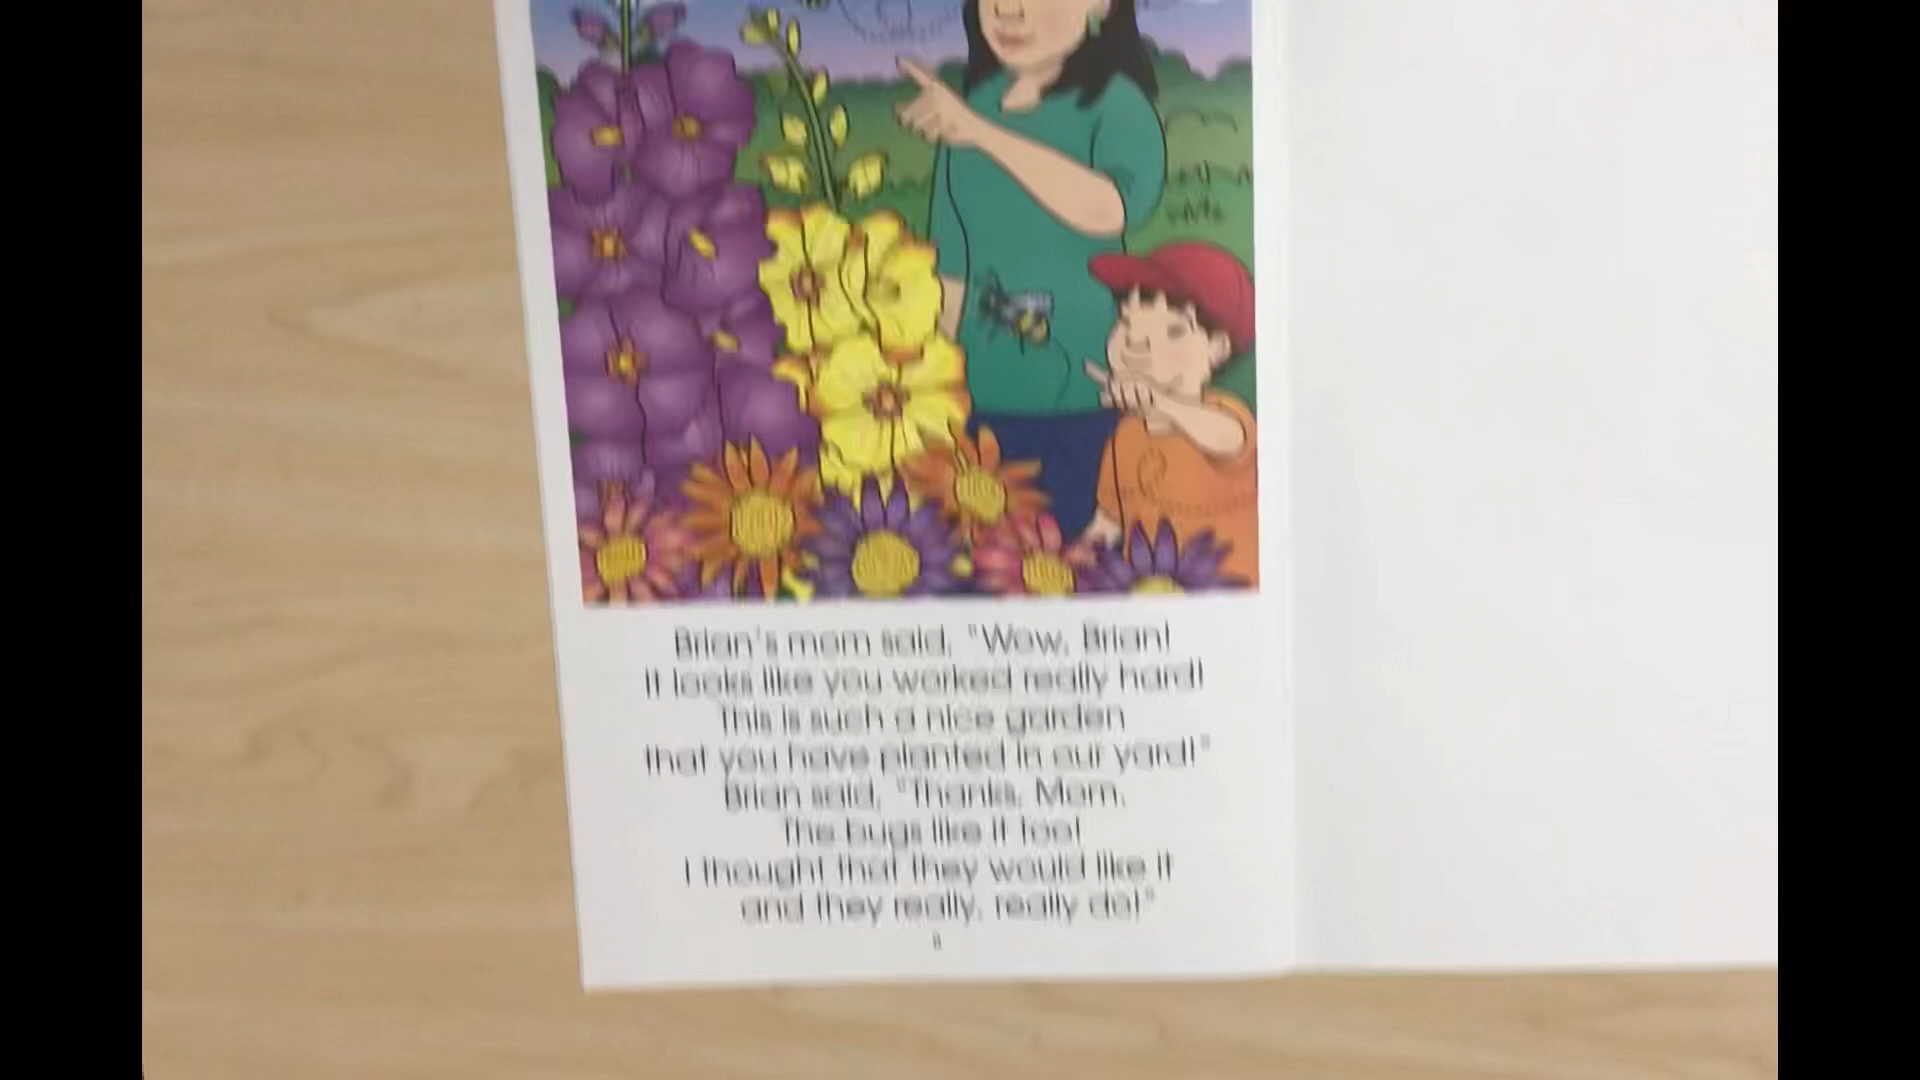 Brian's mom said, "Wow, Brian!
It looks like you worked really hard!
This is such a nice garden
that you have planted in our yard!"
Brian said, "Thanks, Mom.
The bugs like it too!
I thought that they would like it
and they really, really do!"
8